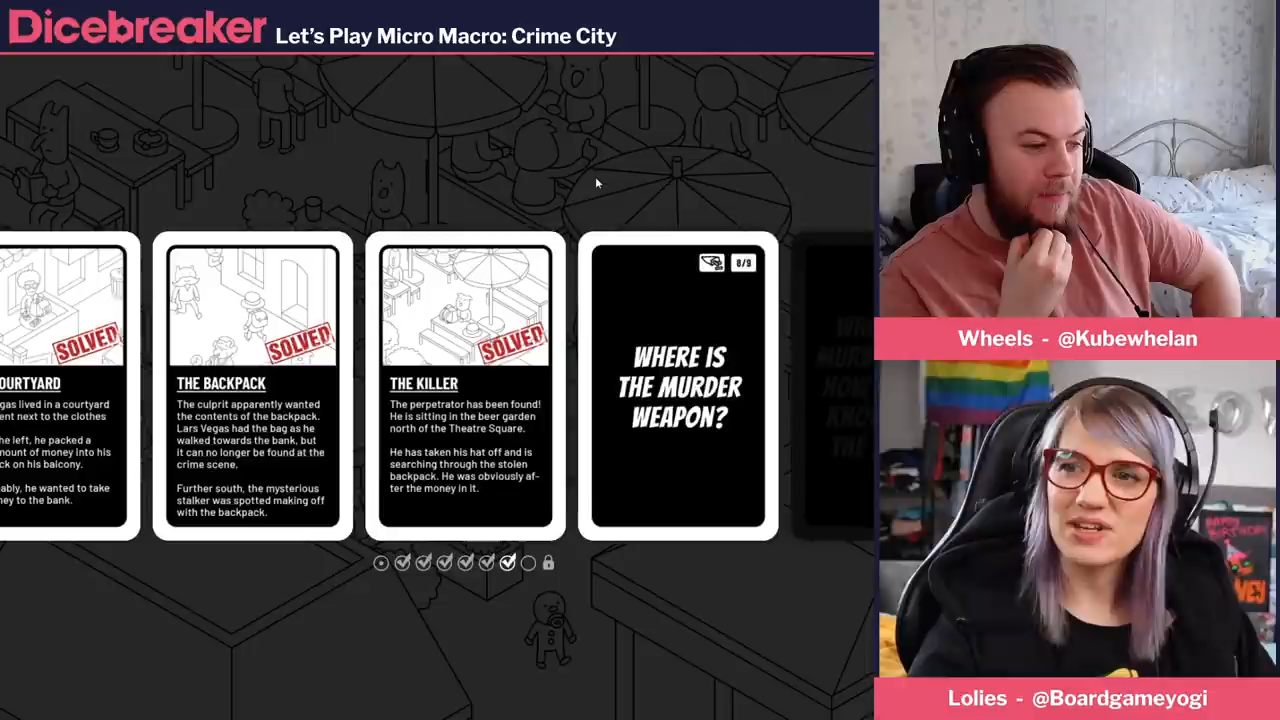 Dicebreaker Let's Play Micro Macro: Crime City
OURTYARD
gas lived in a courtyard
ent next to the clothes
he left, he packed a
mount of money into his
ck on his balcony.
ably, he wanted to take
ney to the bank.
SOLVED
THE BACKPACK
The culprit apparently wanted
the contents of the backpack.
Lars Vegas had the bag as he
walked towards the bank, but
it can no longer be found at the
crime scene.
Further south, the mysterious
stalker was spotted making off
with the backpack.
SOLVED
THE KILLER
The perpetrator has been found!
He is sitting in the beer garden
north of the Theatre Square.
He has taken his hat off and is
searching through the stolen
backpack. He was obviously af-
ter the money in it.
SOLVED
8/9
WHERE IS
THE MURDER
WEAPON?
Wheels - @Kubewhelan
Lolies - @Boardgameyogi